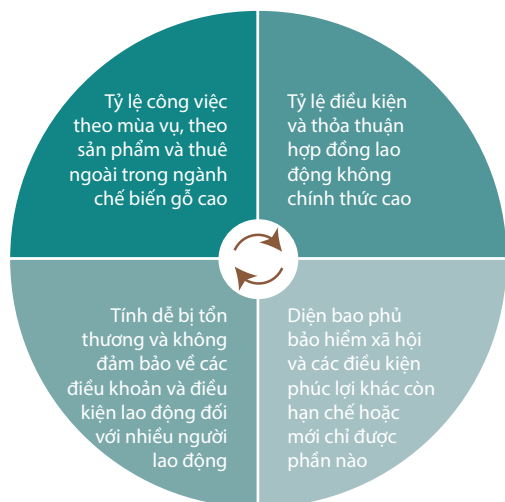 Tỷ lệ công việc
theo mùa vụ, theo
sản phẩm và thuê
ngoài trong ngành
chế biến gỗ cao
Tỷ lệ điều kiện
và thỏa thuận
hợp đồng lao
động không
chính thức cao
Tính dễ bị tổn
thương và không
đảm bảo về các
điều khoản và điều
kiện lao động đối
với nhiều người
lao động
Diện bao phủ
bảo hiểm xã hội
và các điều kiện
phúc lợi khác còn
hạn chế hoặc
mới chỉ được
phần nào